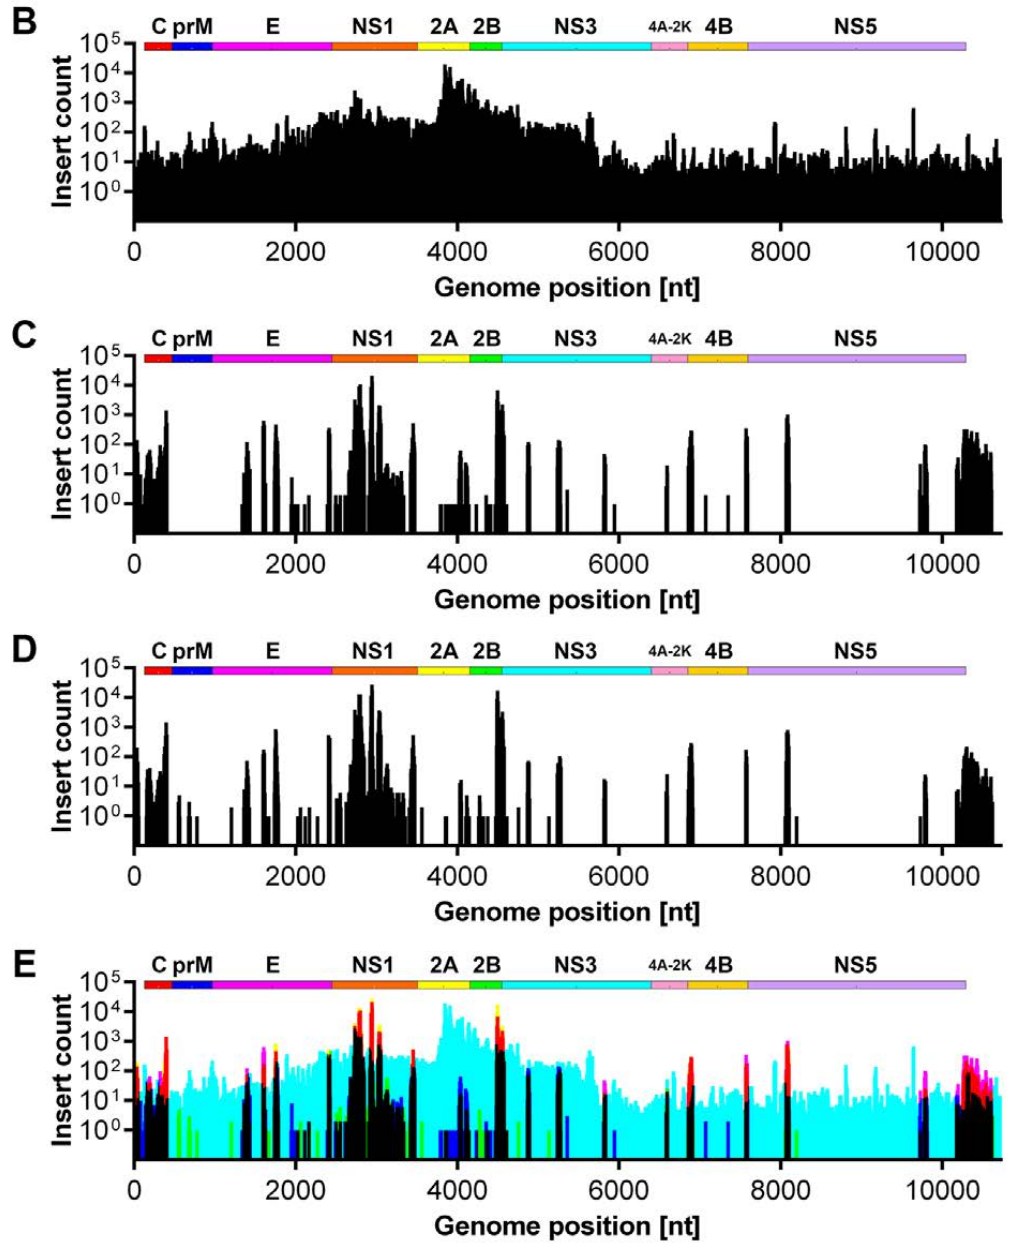 B
C prM E NS1 2A 2B NS3 4A-2K 4B NS5
Insert count
10⁵
10⁴
10³
10²
10¹
10⁰
0 2000 4000 6000 8000 10000
Genome position [nt]
C
C prM E NS1 2A 2B NS3 4A-2K 4B NS5
Insert count
10⁵
10⁴
10³
10²
10¹
10⁰
0 2000 4000 6000 8000 10000
Genome position [nt]
D
C prM E NS1 2A 2B NS3 4A-2K 4B NS5
Insert count
10⁵
10⁴
10³
10²
10¹
10⁰
0 2000 4000 6000 8000 10000
Genome position [nt]
E
C prM E NS1 2A 2B NS3 4A-2K 4B NS5
Insert count
10⁵
10⁴
10³
10²
10¹
10⁰
0 2000 4000 6000 8000 10000
Genome position [nt]